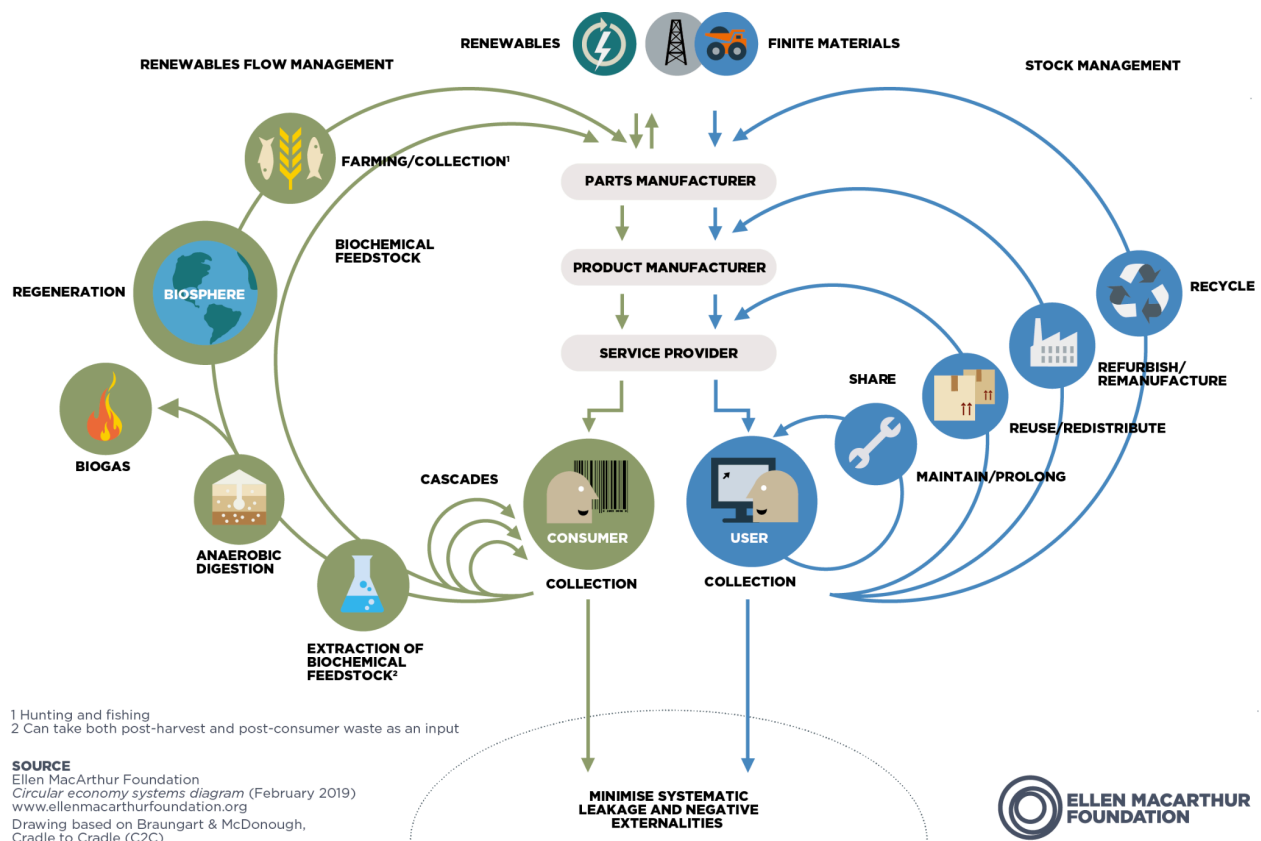 RENEWABLES
FINITE MATERIALS
RENEWABLES FLOW MANAGEMENT
STOCK MANAGEMENT
FARMING/COLLECTION¹
PARTS MANUFACTURER
BIOCHEMICAL
FEEDSTOCK
PRODUCT MANUFACTURER
REGENERATION
BIOSPHERE
RECYCLE
SERVICE PROVIDER
SHARE
REFURBISH/
REMANUFACTURE
REUSE/REDISTRIBUTE
BIOGAS
CASCADES
MAINTAIN/PROLONG
CONSUMER
USER
ANAEROBIC
DIGESTION
COLLECTION
COLLECTION
EXTRACTION OF
BIOCHEMICAL
FEEDSTOCK²
1 Hunting and fishing
2 Can take both post-harvest and post-consumer waste as an input
SOURCE
Ellen MacArthur Foundation
Circular economy systems diagram (February 2019)
www.ellenmacarthurfoundation.org
Drawing based on Braungart & McDonough,
Cradle to Cradle (C2C)
MINIMISE SYSTEMATIC
LEAKAGE AND NEGATIVE
EXTERNALITIES
ELLEN MACARTHUR
FOUNDATION